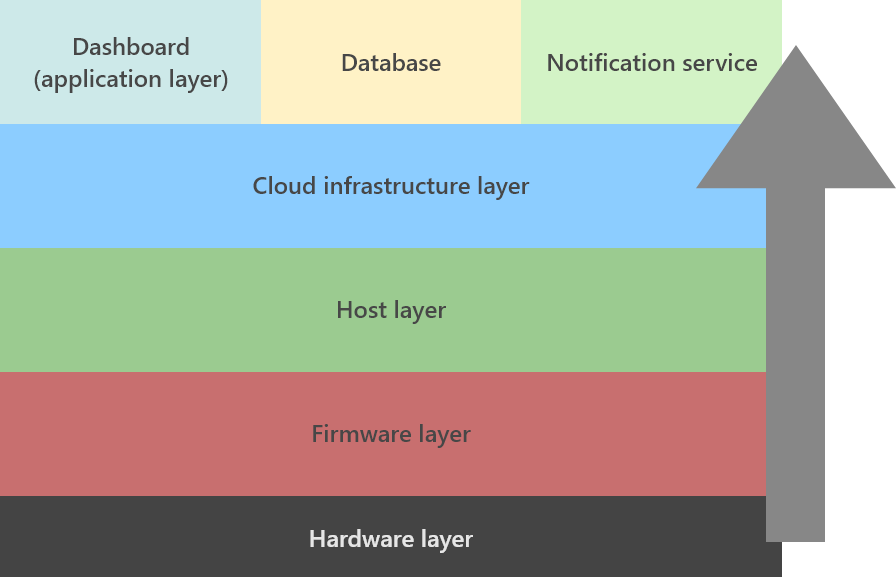 Dashboard
(application layer)
Database
Notification service
Cloud infrastructure layer
Host layer
Firmware layer
Hardware layer